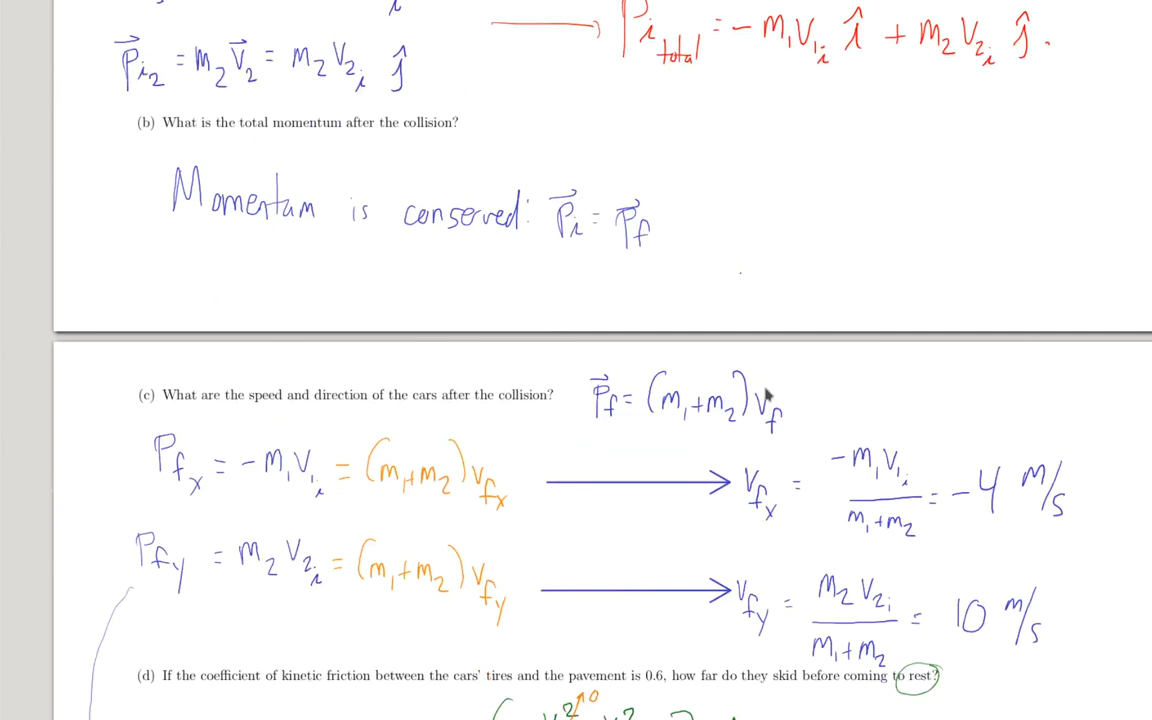 P⃗i total = - m₁V₁i î + m₂V₂i ĵ .
P⃗i₂ = m₂V⃗₂ = m₂V₂i ĵ
(b) What is the total momentum after the collision?
Momentum is conserved: P⃗i = P⃗f
(c) What are the speed and direction of the cars after the collision?
P⃗f = (m₁+m₂)Vf
Pfx = -m₁V₁i = (m₁+m₂)Vfx → Vfx = -m₁V₁i / m₁+m₂ = -4 m/s
Pfy = m₂V₂i = (m₁+m₂)Vfy → Vfy = m₂V₂i / m₁+m₂ = 10 m/s
(d) If the coefficient of kinetic friction between the cars' tires and the pavement is 0.6, how far do they skid before coming to rest?